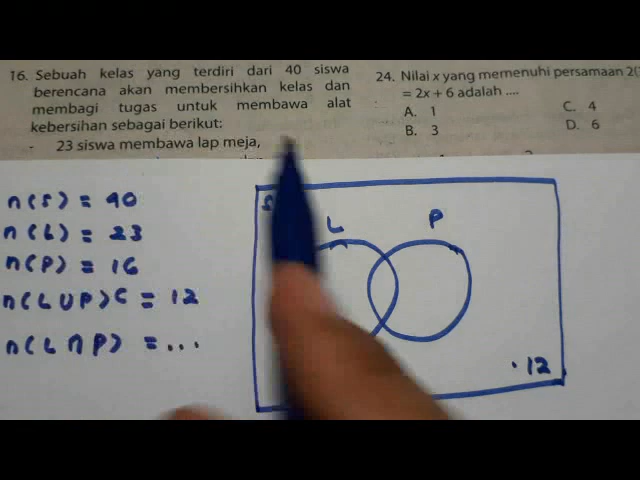 16. Sebuah kelas yang terdiri dari 40 siswa
berencana akan membersihkan kelas dan
membagi tugas untuk membawa alat
kebersihan sebagai berikut:
- 23 siswa membawa lap meja,
24. Nilai x yang memenuhi persamaan
= 2x + 6 adalah ....
A. 1
C. 4
B. 3
D. 6
n(S) = 40
n(L) = 23
n(P) = 16
n(L∪P)C = 12
n(L∩P) = ...
S
L
P
. 12